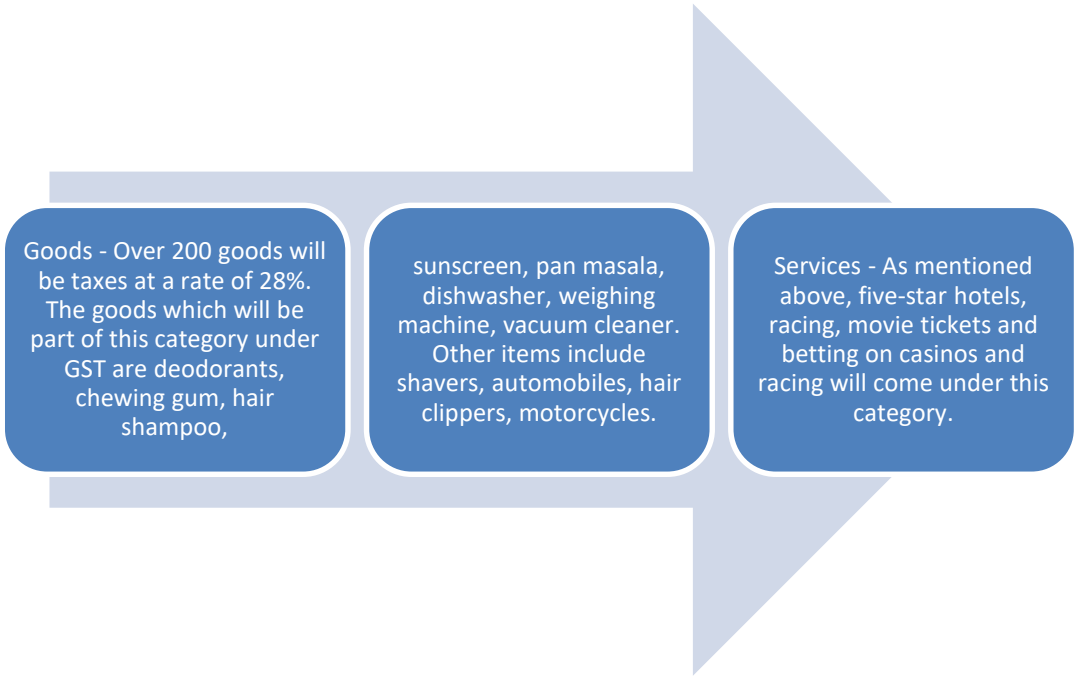 Goods - Over 200 goods will
be taxes at a rate of 28%.
The goods which will be
part of this category under
GST are deodorants,
chewing gum, hair
shampoo,
sunscreen, pan masala,
dishwasher, weighing
machine, vacuum cleaner.
Other items include
shavers, automobiles, hair
clippers, motorcycles.
Services - As mentioned
above, five-star hotels,
racing, movie tickets and
betting on casinos and
racing will come under this
category.